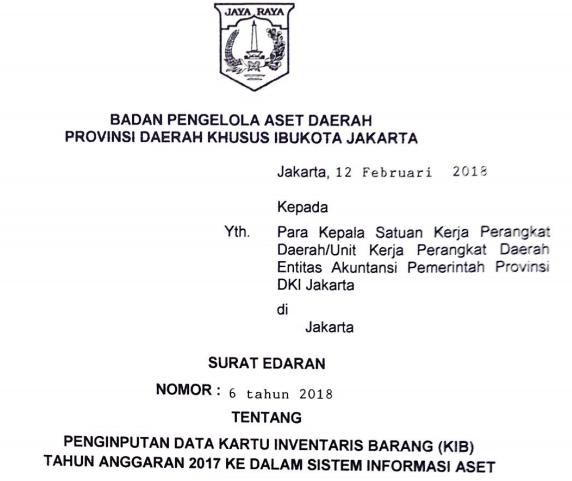 JAYA RAYA
BADAN PENGELOLA ASET DAERAH
PROVINSI DAERAH KHUSUS IBUKOTA JAKARTA
Jakarta, 12 Februari 2018
Kepada
Yth. Para Kepala Satuan Kerja Perangkat
Daerah/Unit Kerja Perangkat Daerah
Entitas Akuntansi Pemerintah Provinsi
DKI Jakarta
di
Jakarta
SURAT EDARAN
NOMOR : 6 tahun 2018
TENTANG
PENGINPUTAN DATA KARTU INVENTARIS BARANG (KIB)
TAHUN ANGGARAN 2017 KE DALAM SISTEM INFORMASI ASET